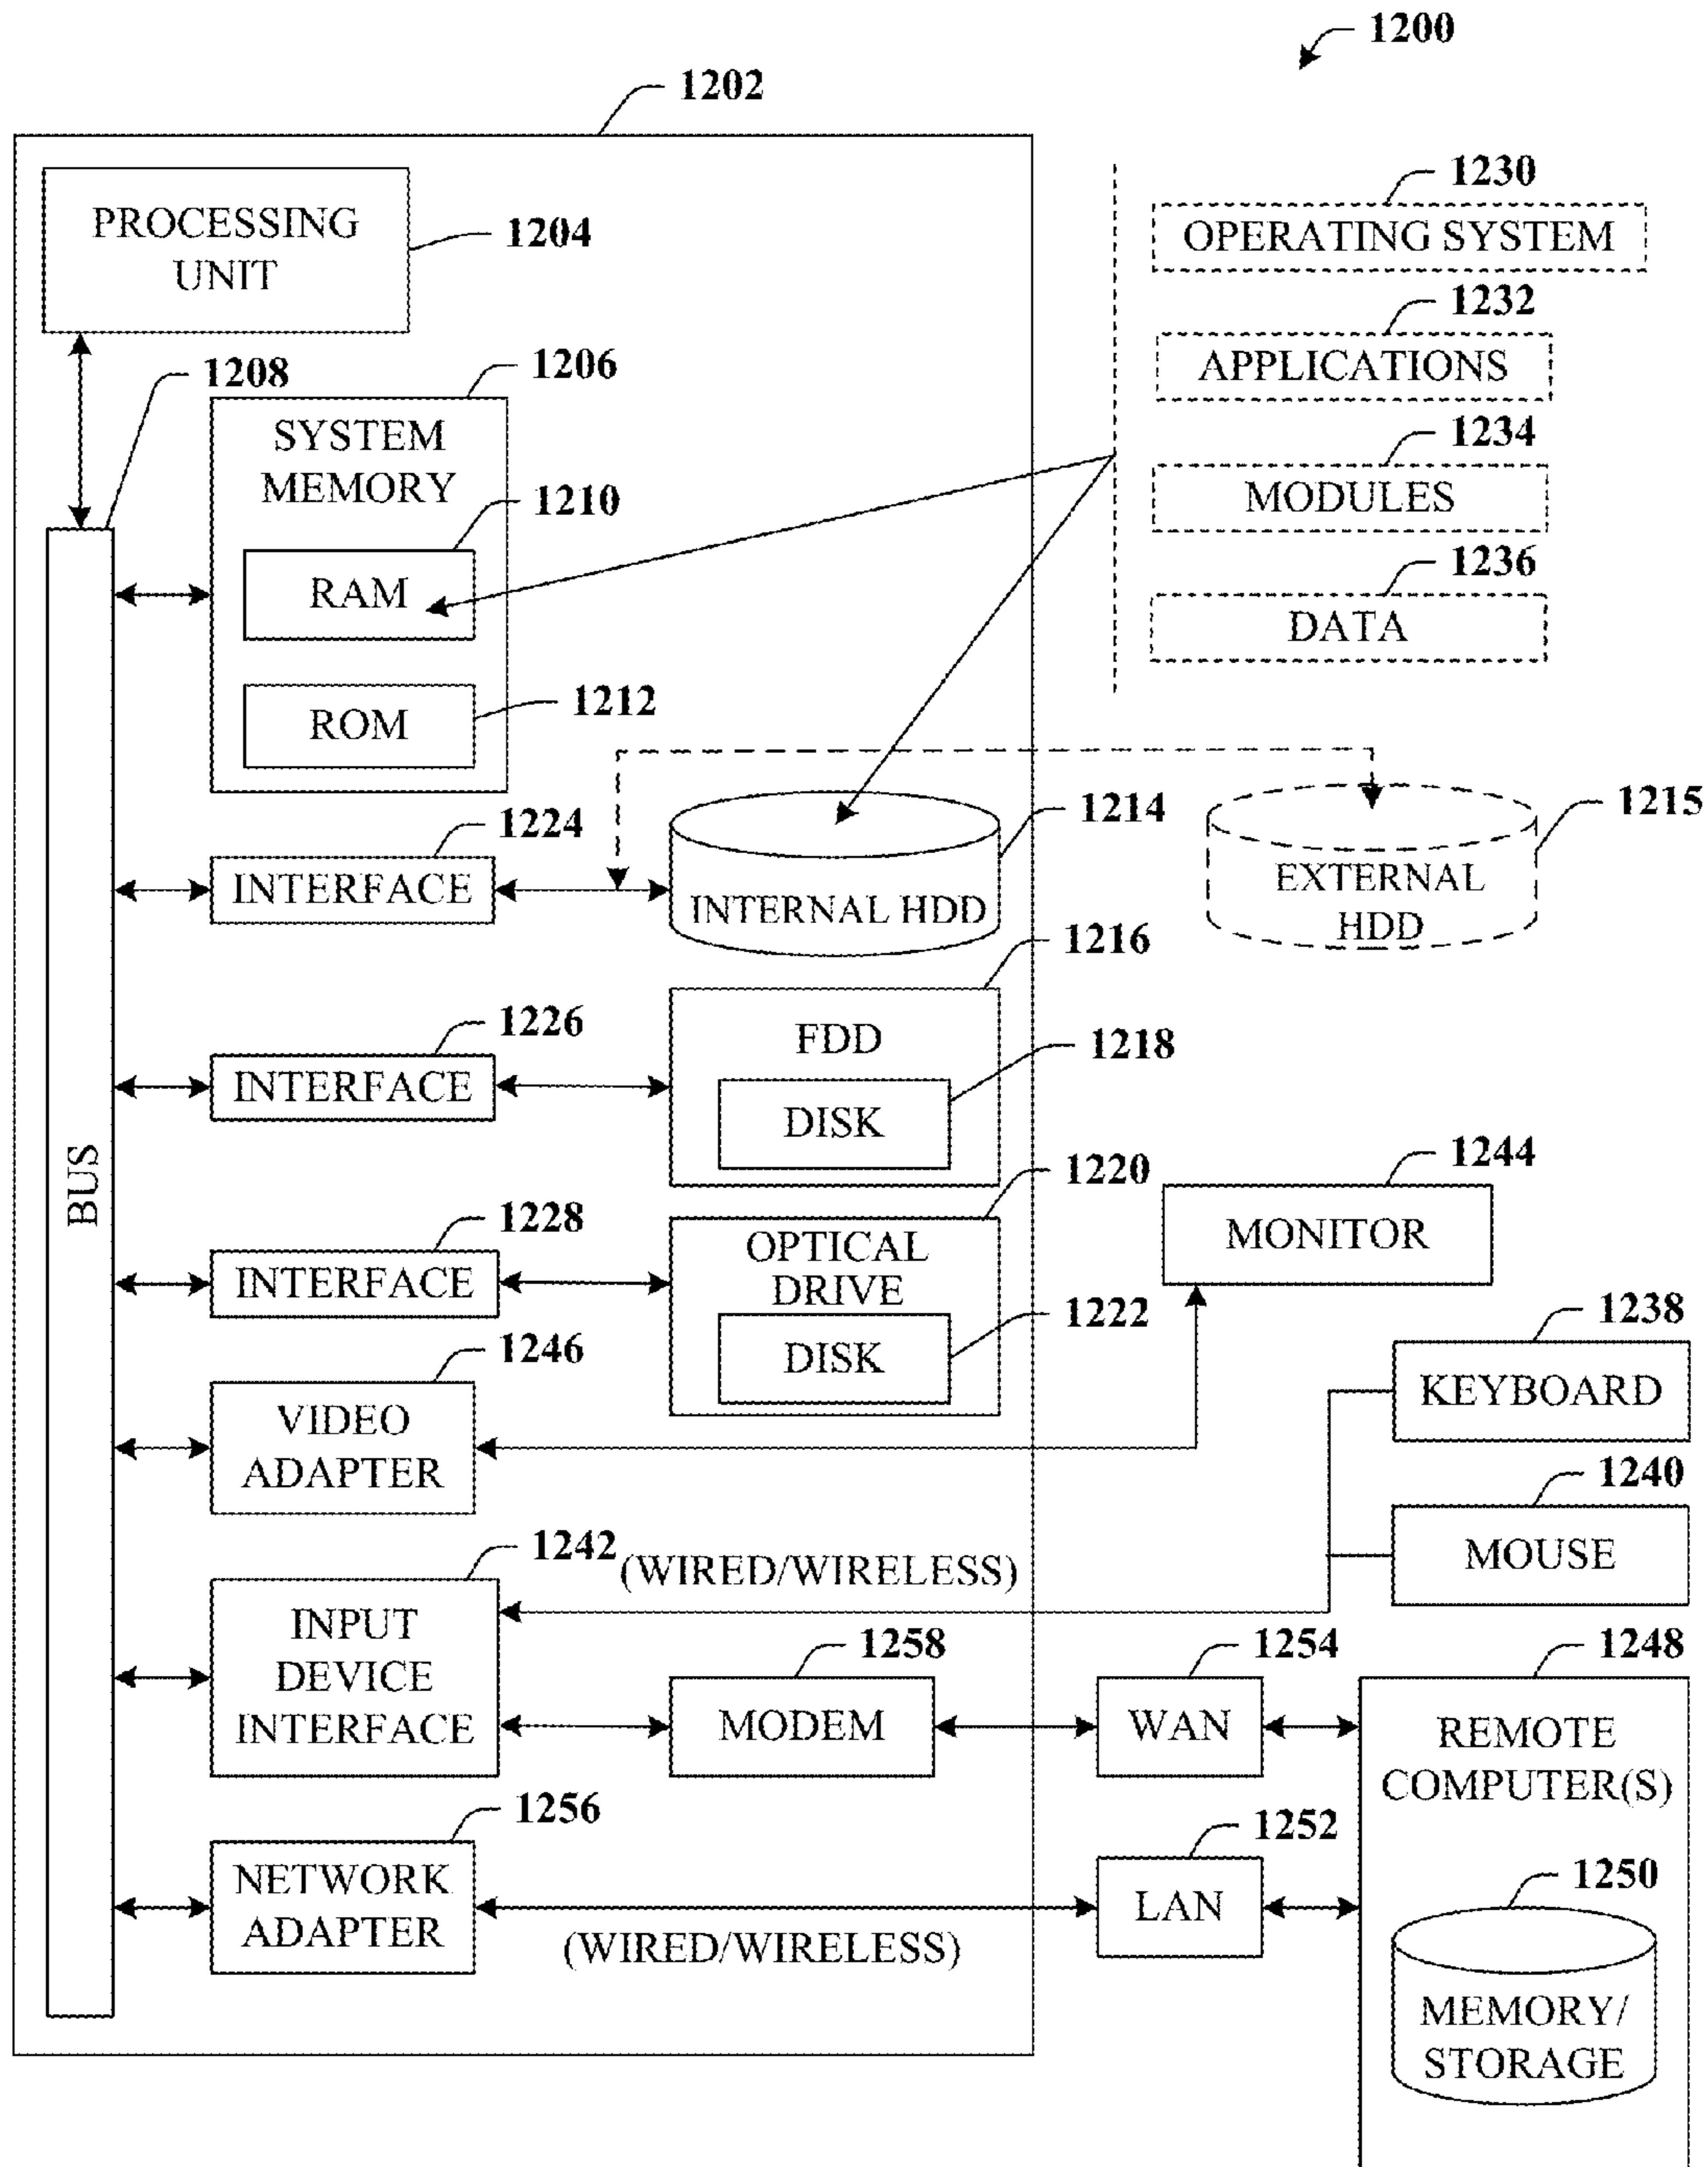 1200
1202
PROCESSING
UNIT
1204
1230
OPERATING SYSTEM
1232
APPLICATIONS
1234
MODULES
1236
DATA
1208
1206
SYSTEM
MEMORY
1210
RAM
1212
ROM
1224
INTERFACE
1214
INTERNAL HDD
1215
EXTERNAL
HDD
1216
FDD
1226
INTERFACE
1218
DISK
BUS
1220
OPTICAL
DRIVE
1228
INTERFACE
1222
DISK
1244
MONITOR
1246
VIDEO
ADAPTER
1238
KEYBOARD
1240
MOUSE
1242
(WIRED/WIRELESS)
INPUT
DEVICE
INTERFACE
1258
MODEM
1254
WAN
1248
REMOTE
COMPUTER(S)
1256
NETWORK
ADAPTER
(WIRED/WIRELESS)
1252
LAN
1250
MEMORY/
STORAGE